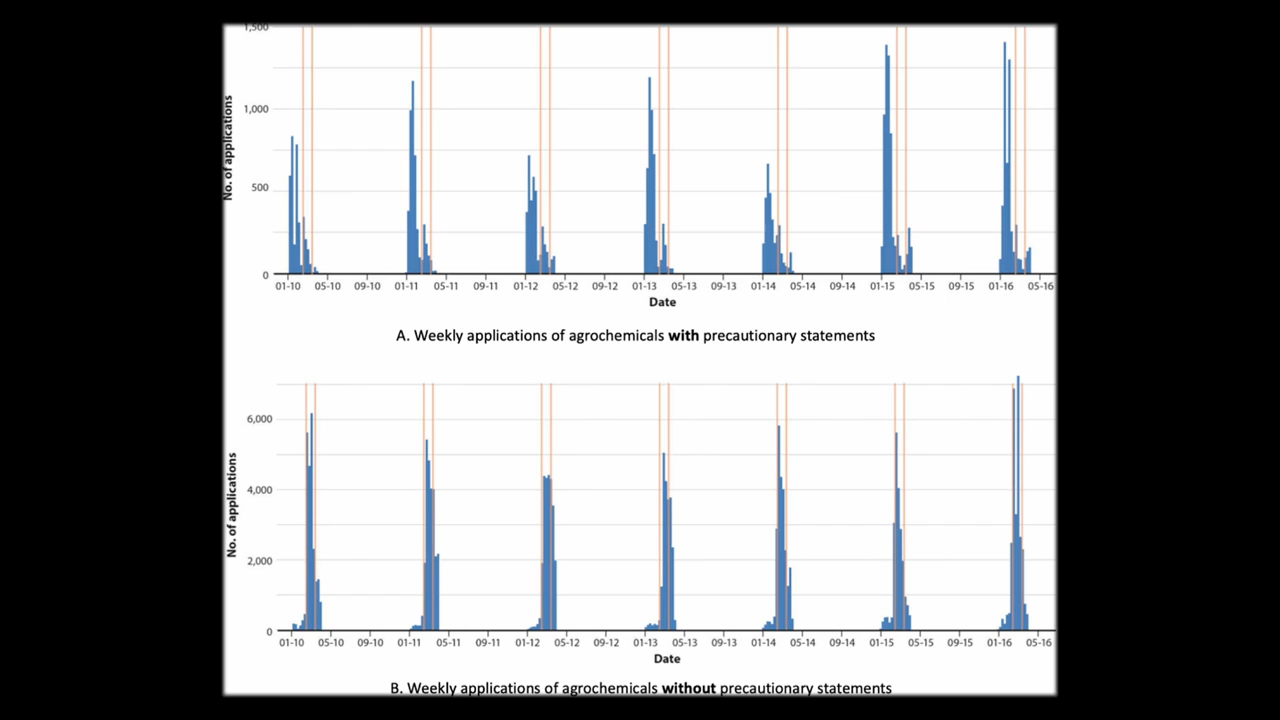 1,500
1,000
500
0
No. of applications
01-10 05-10 09-10 01-11 05-11 09-11 01-12 05-12 09-12 01-13 05-13 09-13 01-14 05-14 09-14 01-15 05-15 09-15 01-16 05-16
Date
A. Weekly applications of agrochemicals with precautionary statements
6,000
4,000
2,000
0
No. of applications
01-10 05-10 09-10 01-11 05-11 09-11 01-12 05-12 09-12 01-13 05-13 09-13 01-14 05-14 09-14 01-15 05-15 09-15 01-16 05-16
Date
B. Weekly applications of agrochemicals without precautionary statements